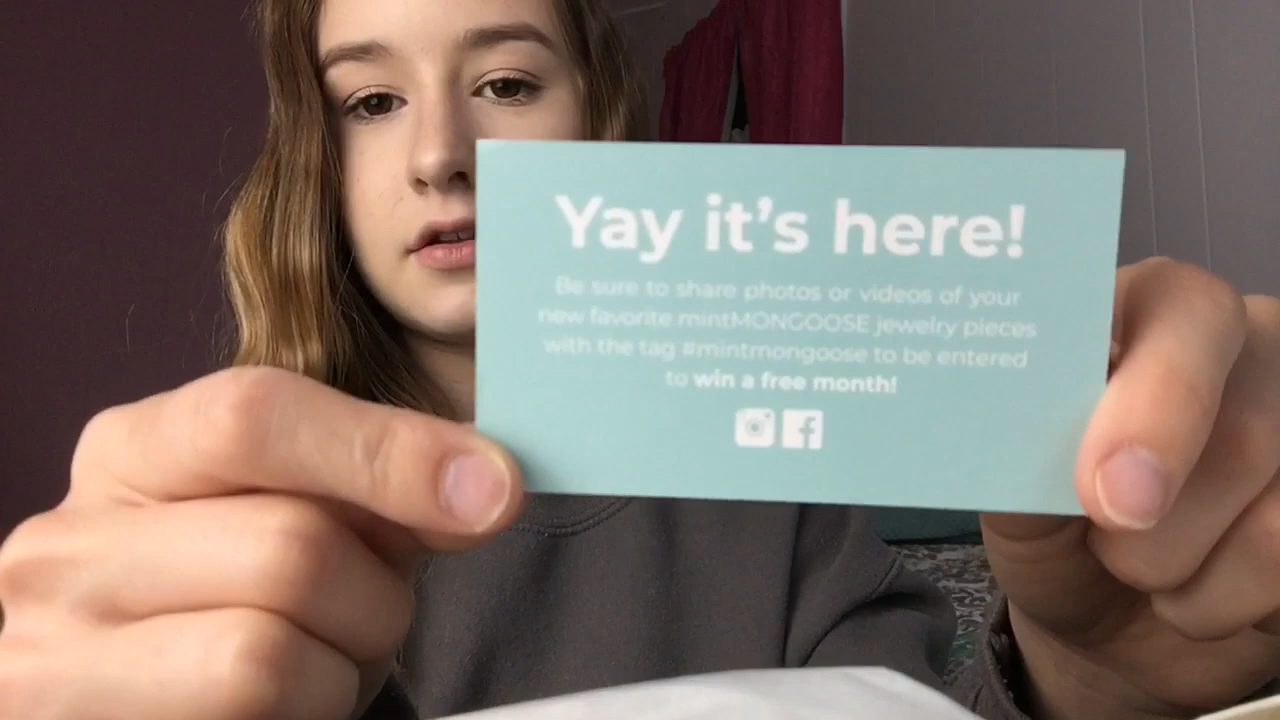 Yay it's here!
Be sure to share photos or videos of your
new favorite mintMONGOOSE jewelry pieces
with the tag #mintmongoose to be entered
to win a free month!